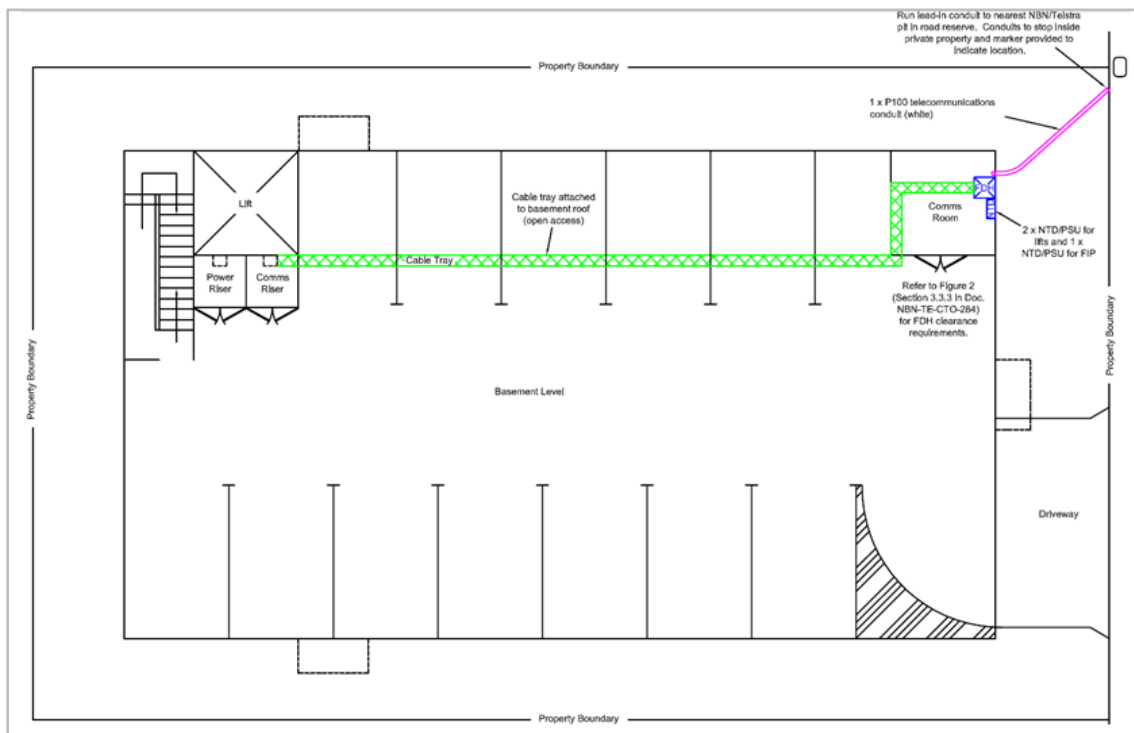 Run lead-in conduit to nearest NBN/Telstra
pit in road reserve. Conduits to stop inside
private property and marker provided to
indicate location.
Property Boundary
1 x P100 telecommunications
conduit (white)
Lift
Cable tray attached
to basement roof
(open access)
FDH
Comms
Room
NTD
2 x NTD/PSU for
lifts and 1 x
NTD/PSU for FIP
Cable Tray
Power
Riser
Comms
Riser
Refer to Figure 2
(Section 3.3.3 in Doc.
NBN-TE-CTO-284)
for FDH clearance
requirements.
Property Boundary
Property Boundary
Basement Level
Driveway
Property Boundary